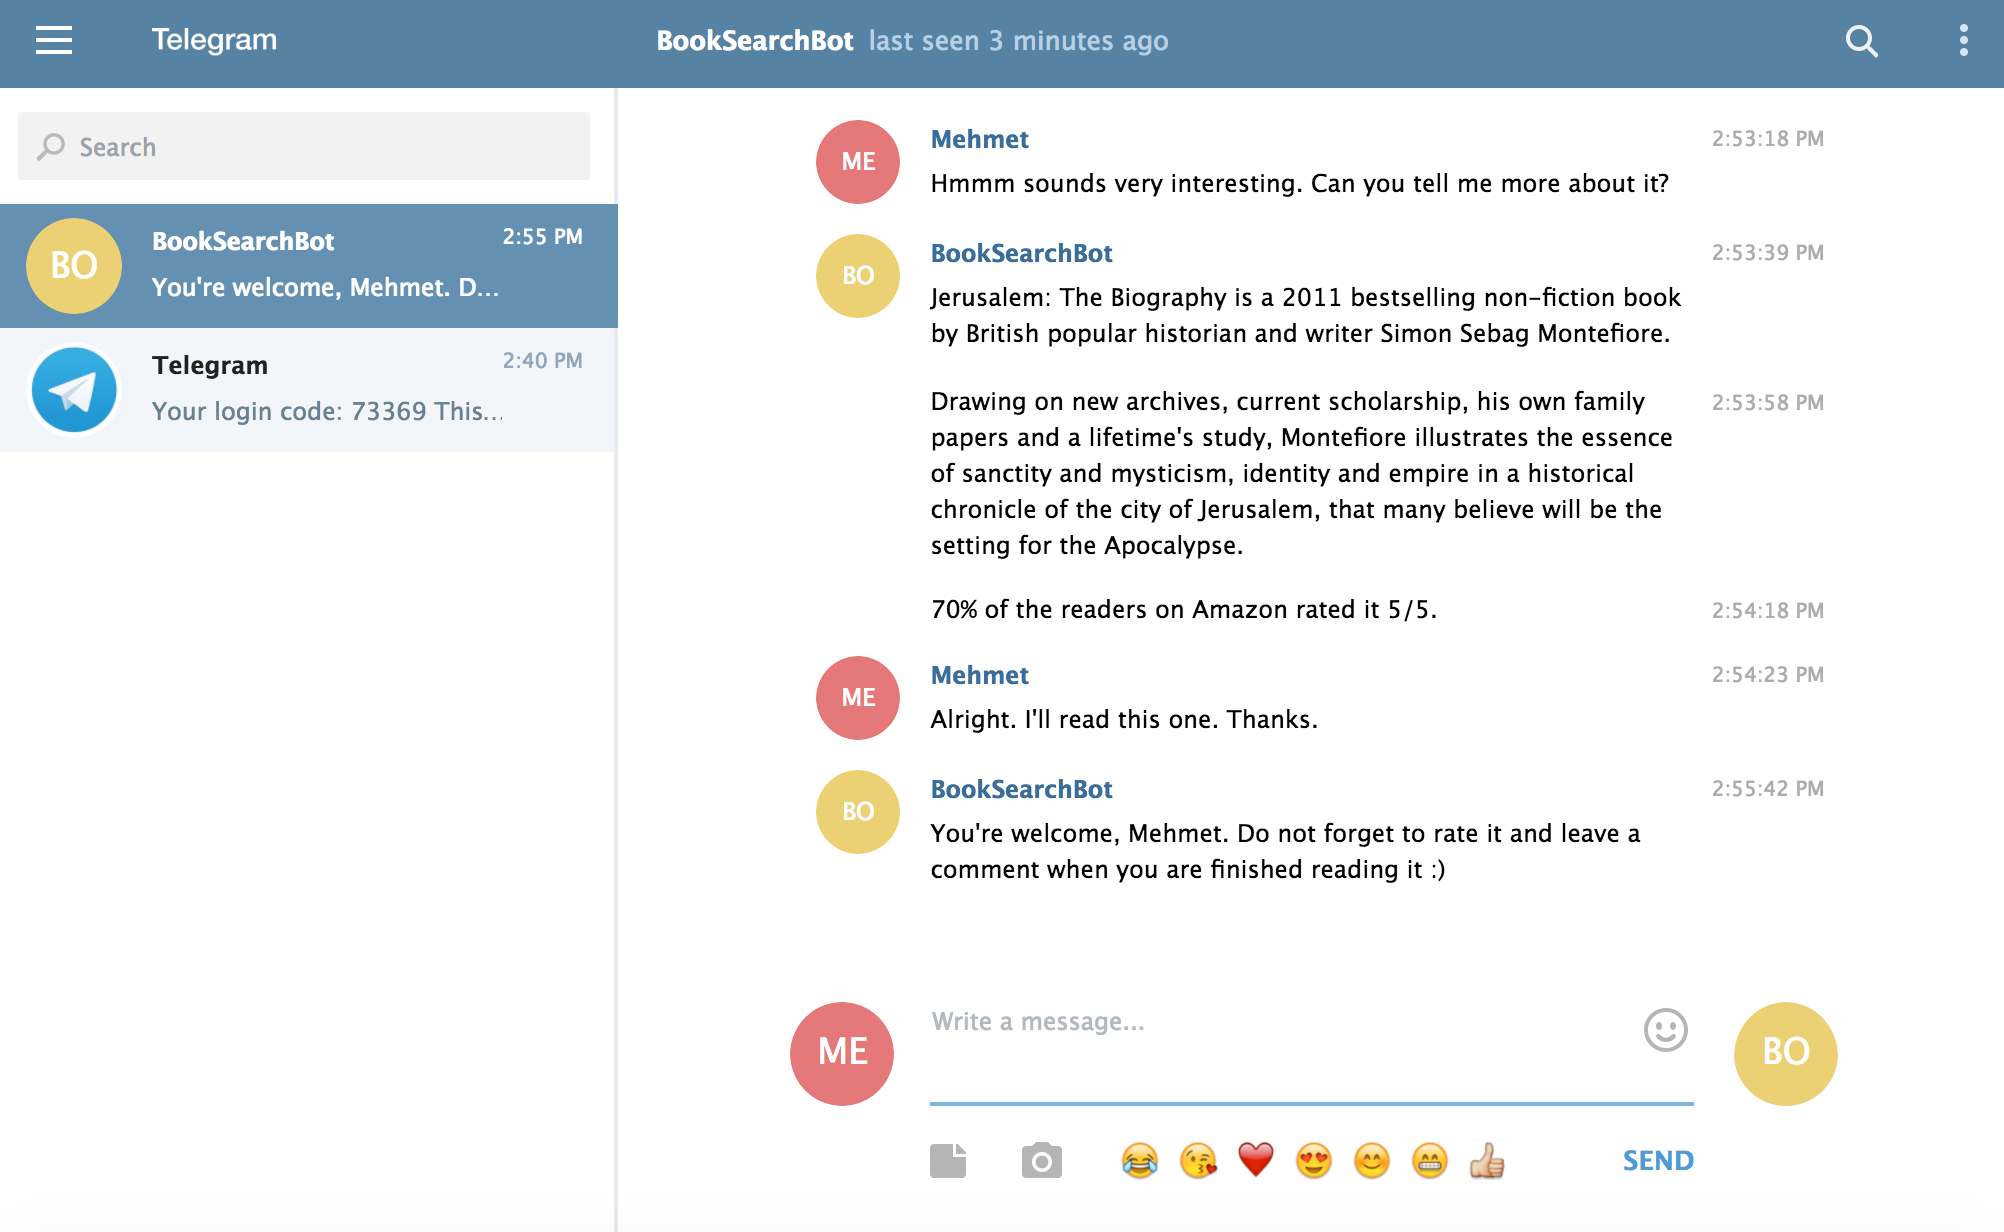 Telegram
BookSearchBot last seen 3 minutes ago
Search
BO
BookSearchBot 2:55 PM
You're welcome, Mehmet. D...
Telegram 2:40 PM
Your login code: 73369 This...
ME
Mehmet 2:53:18 PM
Hmmm sounds very interesting. Can you tell me more about it?
BO
BookSearchBot 2:53:39 PM
Jerusalem: The Biography is a 2011 bestselling non-fiction book
by British popular historian and writer Simon Sebag Montefiore.
Drawing on new archives, current scholarship, his own family 2:53:58 PM
papers and a lifetime's study, Montefiore illustrates the essence
of sanctity and mysticism, identity and empire in a historical
chronicle of the city of Jerusalem, that many believe will be the
setting for the Apocalypse.
70% of the readers on Amazon rated it 5/5. 2:54:18 PM
ME
Mehmet 2:54:23 PM
Alright. I'll read this one. Thanks.
BO
BookSearchBot 2:55:42 PM
You're welcome, Mehmet. Do not forget to rate it and leave a
comment when you are finished reading it :)
ME
Write a message...
BO
SEND